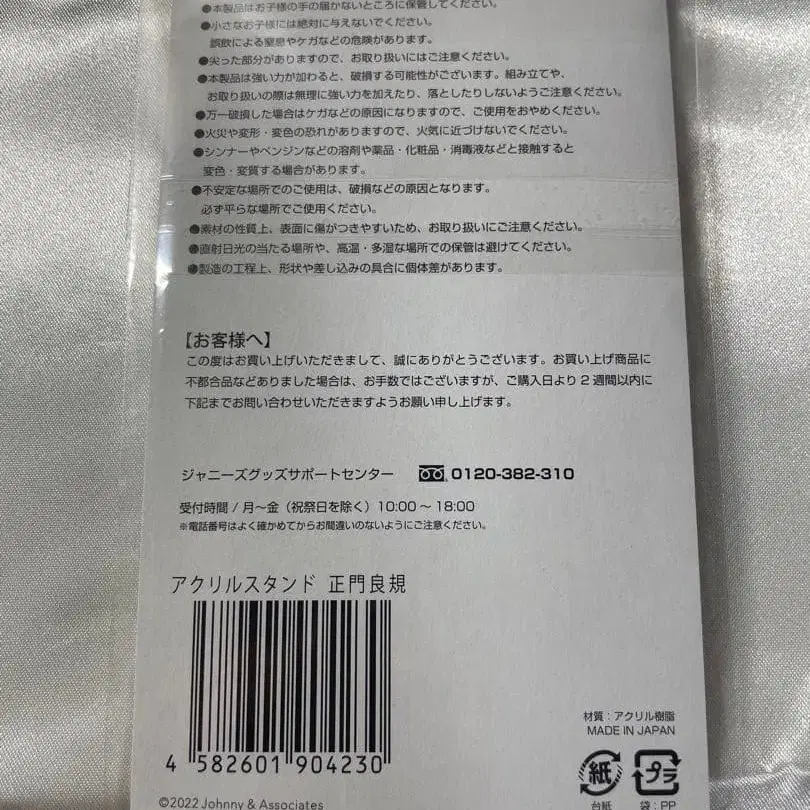 ●本製品はお子様の手の届かないところに保管してください。
●小さなお子様には絶対に与えないでください。
誤飲による窒息やケガなどの危険があります。
●尖った部分がありますので、お取り扱いにはご注意ください。
●本製品は強い力が加わると、破損する可能性がございます。組み立てや、
お取り扱いの際は無理に強い力を加えたり、落としたりしないようご注意ください。
●万一破損した場合はケガなどの原因になりますので、ご使用をおやめください。
●火災や変形・変色の恐れがありますので、火気に近づけないでください。
●シンナーやベンジンなどの溶剤や薬品・化粧品・消毒液などと接触すると
変色・変質する場合があります。
●不安定な場所でのご使用は、破損などの原因となります。
必ず平らな場所でご使用ください。
●素材の性質上、表面に傷がつきやすいため、お取り扱いにご注意ください。
●直射日光の当たる場所や、高温・多湿な場所での保管は避けてください。
●製造の工程上、形状や差し込みの具合に個体差があります。
【お客様へ】
この度はお買い上げいただきまして、誠にありがとうございます。お買い上げ商品に
不都合品などありました場合は、お手数ではございますが、ご購入日より2週間以内に
下記までお問い合わせいただきますようお願い申し上げます。
ジャニーズグッズサポートセンター 0120-382-310
受付時間/月～金（祝祭日を除く）10:00～18:00
※電話番号はよく確かめてからお間違いのないようにご注意ください。
アクリルスタンド 正門良規
4 582601 904230
材質：アクリル樹脂
MADE IN JAPAN
紙 プラ
台紙 袋：PP
©2022 Johnny & Associates